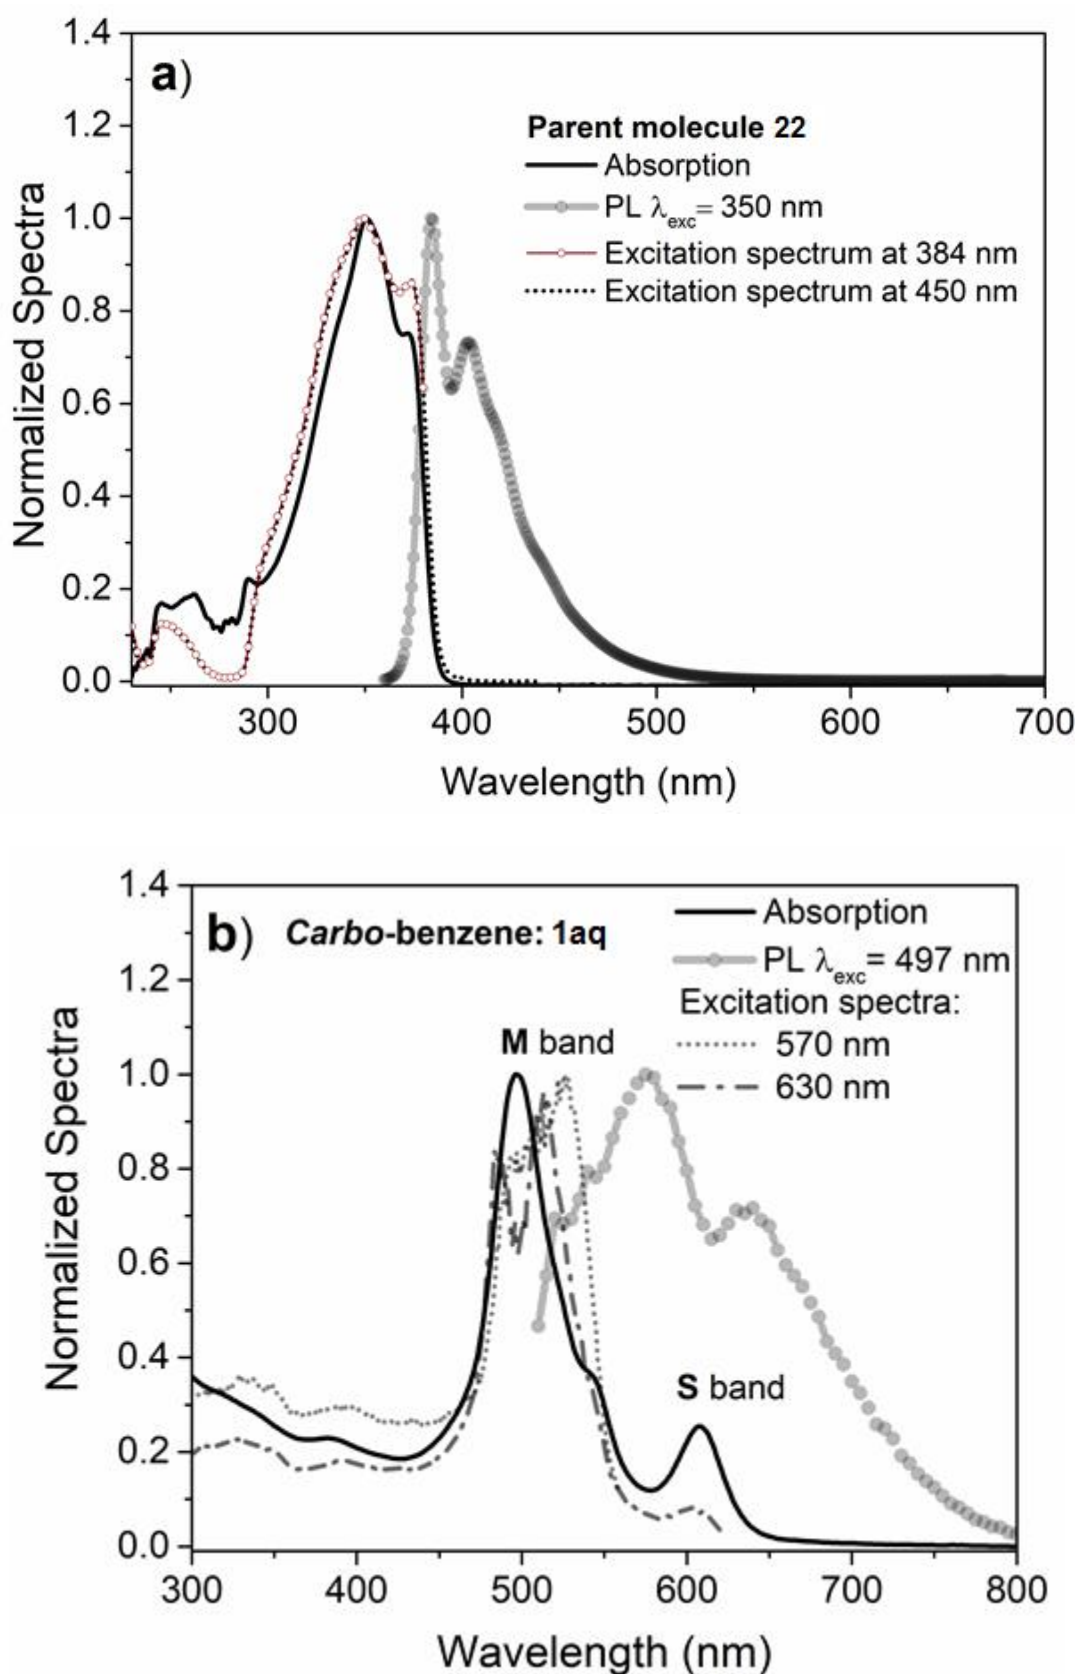 a)
Parent molecule 22
Absorption
PL λexc= 350 nm
Excitation spectrum at 384 nm
Excitation spectrum at 450 nm
1.4
1.2
1.0
0.8
0.6
0.4
0.2
0.0
Normalized Spectra
300 400 500 600 700
Wavelength (nm)
b) Carbo-benzene: 1aq
Absorption
PL λexc= 497 nm
Excitation spectra:
570 nm
630 nm
M band
S band
1.4
1.2
1.0
0.8
0.6
0.4
0.2
0.0
Normalized Spectra
300 400 500 600 700 800
Wavelength (nm)